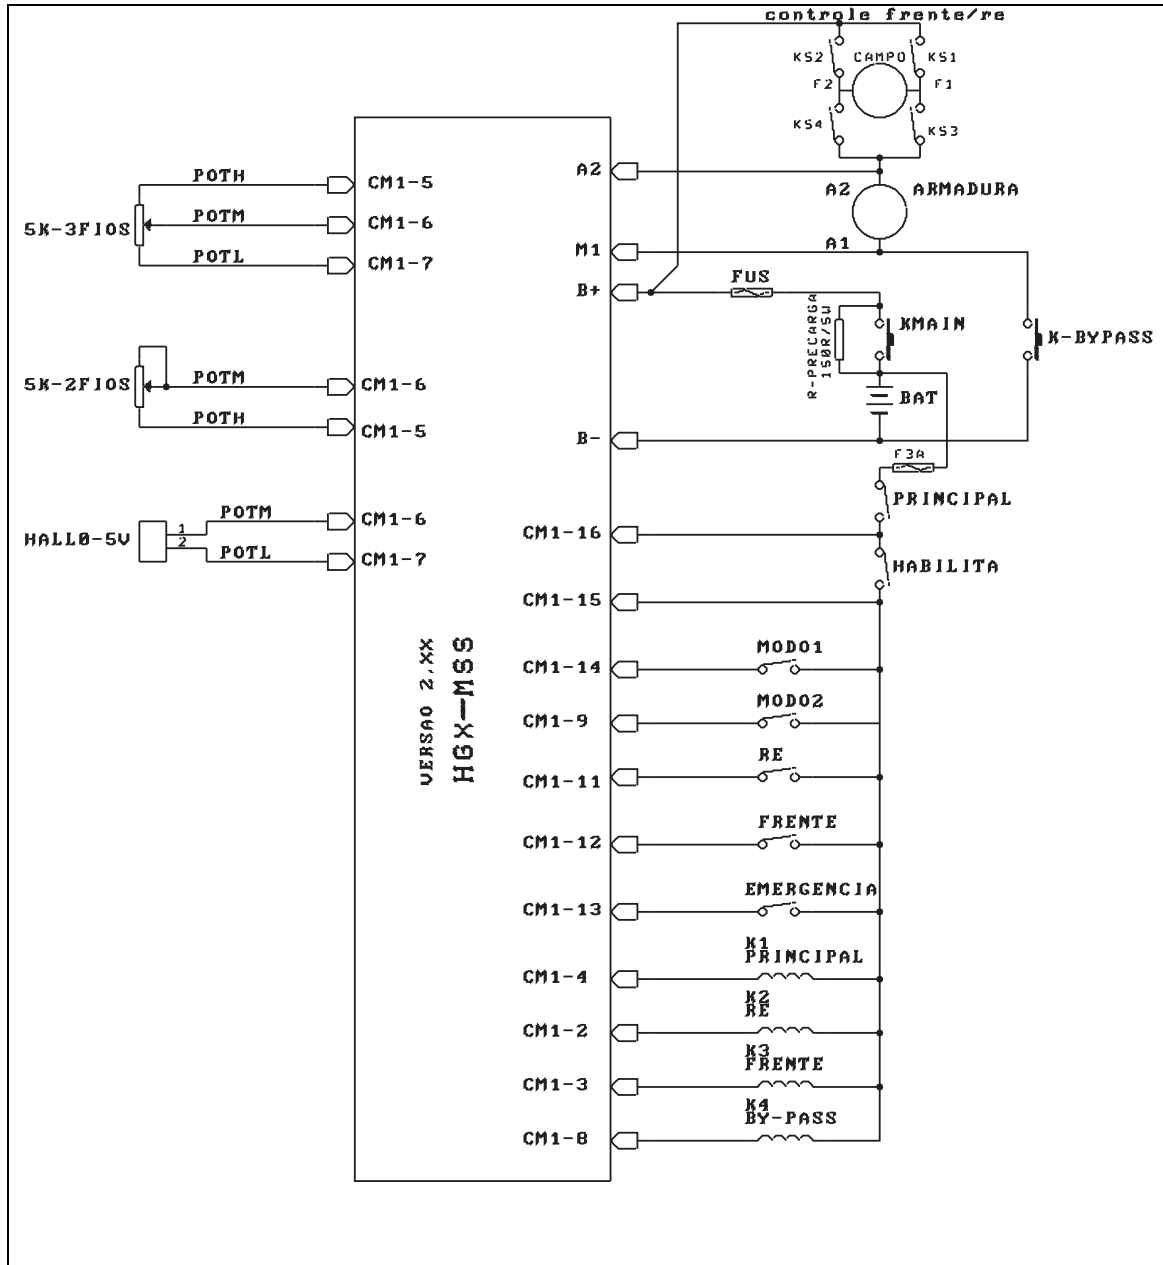 controle frente/re
KS2
CAMPO
KS1
F2
F1
KS4
KS3
A2
A2
ARMADURA
POTH
CM1-5
5K-3FIOS
POTM
CM1-6
M1
A1
POTL
CM1-7
FUS
B+
R-PRECARGA
150R/5W
KMAIN
K-BYPASS
5K-2FIOS
POTM
CM1-6
BAT
POTH
CM1-5
B-
F3A
PRINCIPAL
HALL0-5V
1
2
POTM
CM1-6
CM1-16
POTL
CM1-7
HABILITA
CM1-15
VERSAO 2.XX
HGX-MSS
MODO1
CM1-14
MODO2
CM1-9
RE
CM1-11
FRENTE
CM1-12
EMERGENCIA
CM1-13
K1
PRINCIPAL
CM1-4
K2
RE
CM1-2
K3
FRENTE
CM1-3
K4
BY-PASS
CM1-8